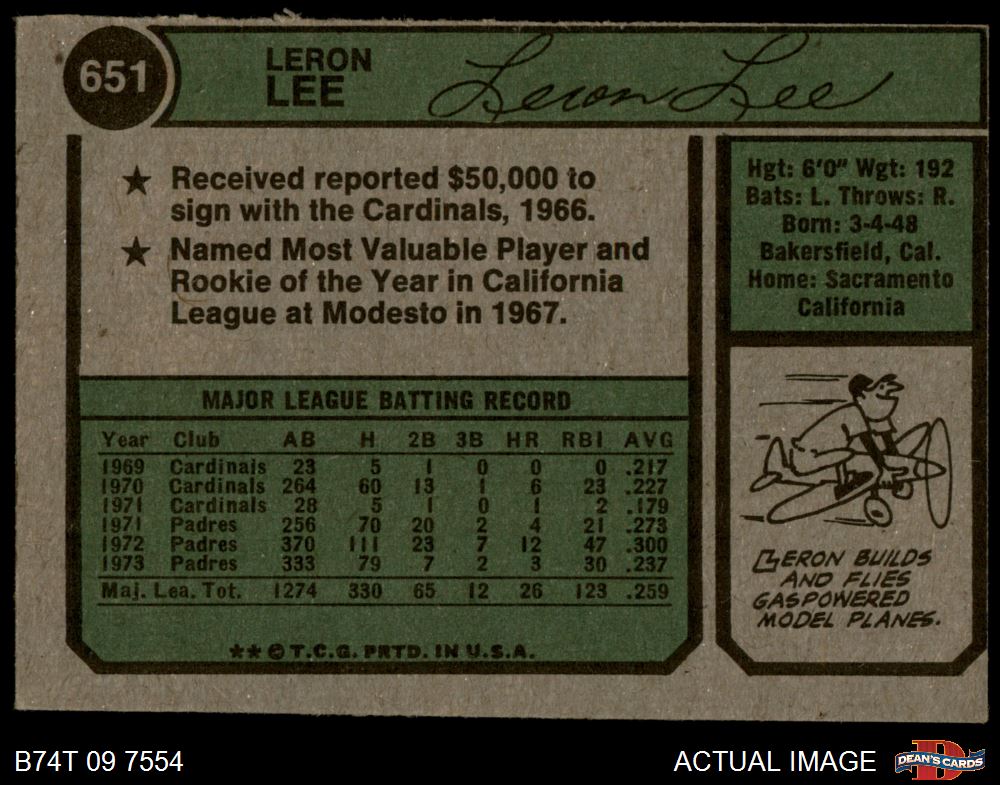 651
LERON
LEE
Leron Lee
★ Received reported $50,000 to
sign with the Cardinals, 1966.
★ Named Most Valuable Player and
Rookie of the Year in California
League at Modesto in 1967.
Hgt: 6'0" Wgt: 192
Bats: L. Throws: R.
Born: 3-4-48
Bakersfield, Cal.
Home: Sacramento
California
MAJOR LEAGUE BATTING RECORD
Year Club AB H 2B 3B HR RBI AVG
1969 Cardinals 23 5 1 0 0 0 .217
1970 Cardinals 264 60 13 1 6 23 .227
1971 Cardinals 28 5 1 0 1 2 .179
1971 Padres 256 70 20 2 4 21 .273
1972 Padres 370 111 23 7 12 47 .300
1973 Padres 333 79 7 2 3 30 .237
Maj. Lea. Tot. 1274 330 65 12 26 123 .259
**©T.C.G. PRTD. IN U.S.A.
LERON BUILDS
AND FLIES
GASPOWERED
MODEL PLANES.
B74T 09 7554
ACTUAL IMAGE
D
DEAN'S CARDS